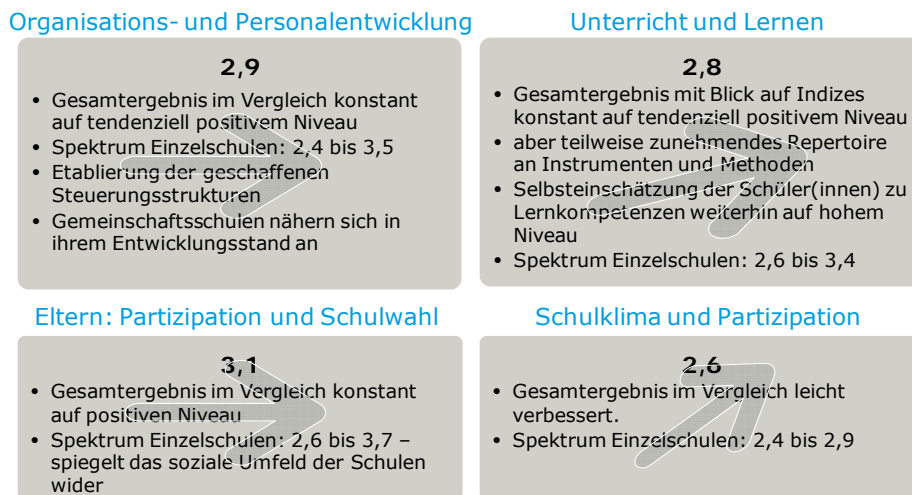 Organisations- und Personalentwicklung
2,9
• Gesamtergebnis im Vergleich konstant
auf tendenziell positivem Niveau
• Spektrum Einzelschulen: 2,4 bis 3,5
• Etablierung der geschaffenen
Steuerungsstrukturen
• Gemeinschaftsschulen nähern sich in
ihrem Entwicklungsstand an
Unterricht und Lernen
2,8
• Gesamtergebnis mit Blick auf Indizes
konstant auf tendenziell positivem Niveau
• aber teilweise zunehmendes Repertoire
an Instrumenten und Methoden
• Selbsteinschätzung der Schüler(innen) zu
Lernkompetenzen weiterhin auf hohem
Niveau
• Spektrum Einzelschulen: 2,6 bis 3,4
Eltern: Partizipation und Schulwahl
3,1
• Gesamtergebnis im Vergleich konstant
auf positiven Niveau
• Spektrum Einzelschulen: 2,6 bis 3,7 –
spiegelt das soziale Umfeld der Schulen
wider
Schulklima und Partizipation
2,6
• Gesamtergebnis im Vergleich leicht
verbessert.
• Spektrum Einzelschulen: 2,4 bis 2,9